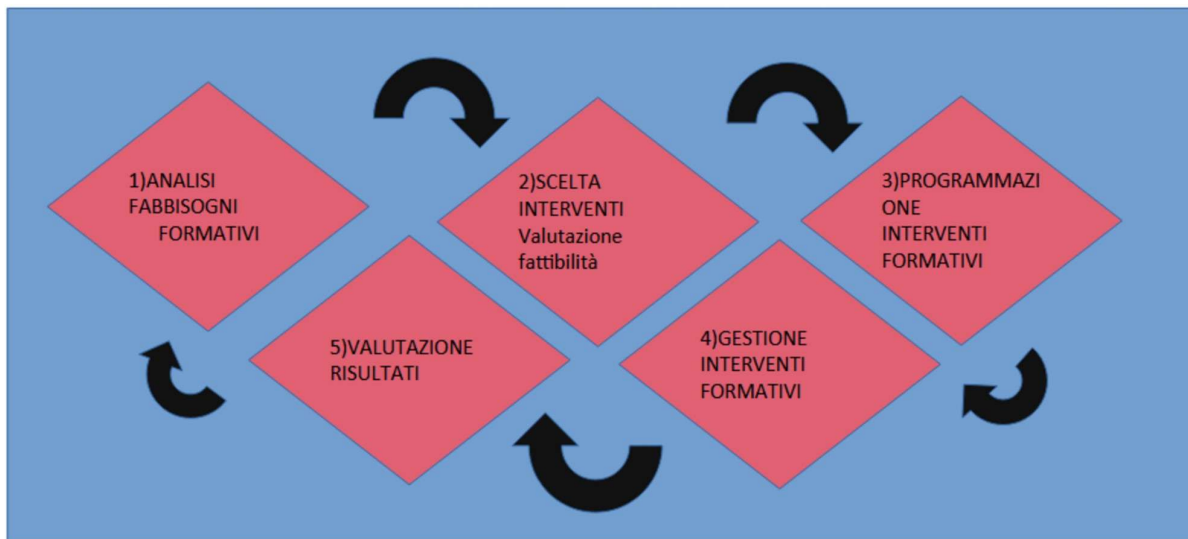 1)ANALISI
FABBISOGNI
FORMATIVI
2)SCELTA
INTERVENTI
Valutazione
fattibilità
3)PROGRAMMAZI
ONE
INTERVENTI
FORMATIVI
4)GESTIONE
INTERVENTI
FORMATIVI
5)VALUTAZIONE
RISULTATI